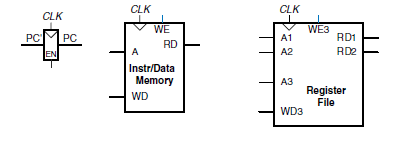 CLK
PC' PC
EN
CLK
WE
RD
A
Instr/Data
Memory
WD
CLK
WE3
A1 RD1
A2 RD2
A3
Register
File
WD3